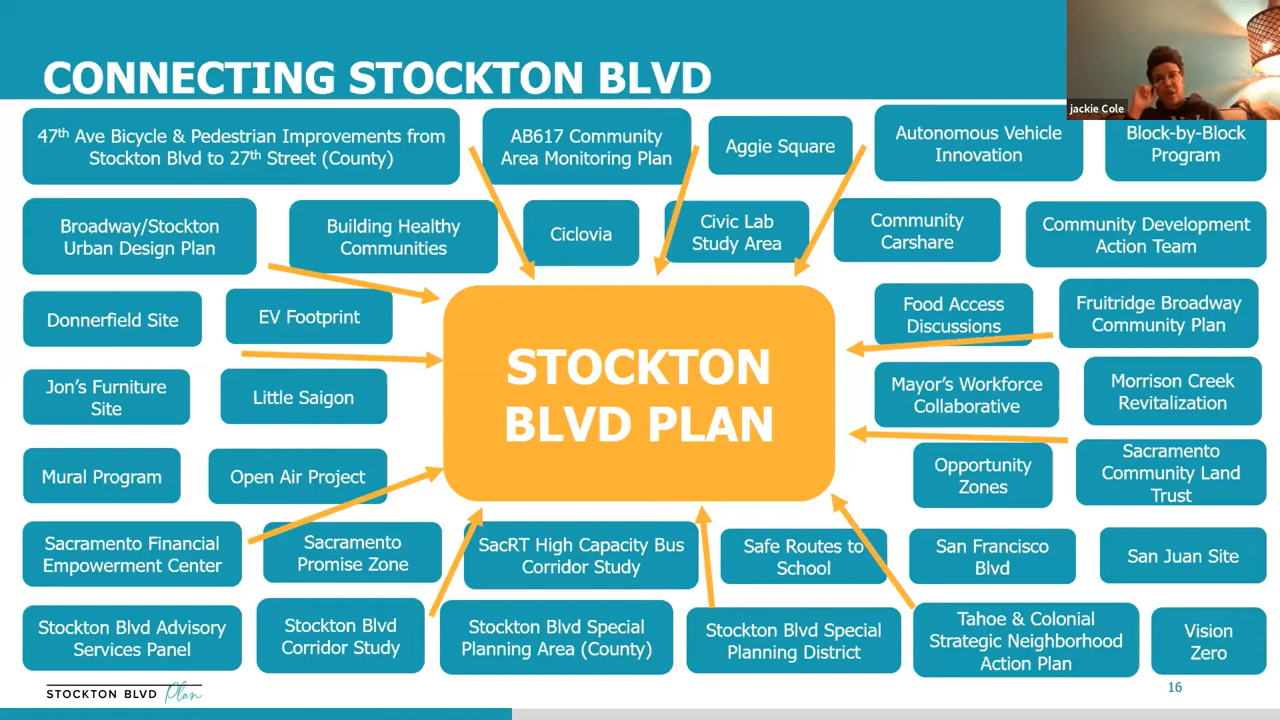 CONNECTING STOCKTON BLVD
jackie Cole
47th Ave Bicycle & Pedestrian Improvements from
Stockton Blvd to 27th Street (County)
AB617 Community
Area Monitoring Plan
Aggie Square
Autonomous Vehicle
Innovation
Block-by-Block
Program
Broadway/Stockton
Urban Design Plan
Building Healthy
Communities
Ciclovia
Civic Lab
Study Area
Community
Carshare
Community Development
Action Team
Donnerfield Site
EV Footprint
Food Access
Discussions
Fruitridge Broadway
Community Plan
STOCKTON
BLVD PLAN
Jon's Furniture
Site
Little Saigon
Mayor's Workforce
Collaborative
Morrison Creek
Revitalization
Mural Program
Open Air Project
Opportunity
Zones
Sacramento
Community Land
Trust
Sacramento Financial
Empowerment Center
Sacramento
Promise Zone
SacRT High Capacity Bus
Corridor Study
Safe Routes to
School
San Francisco
Blvd
San Juan Site
Stockton Blvd Advisory
Services Panel
Stockton Blvd
Corridor Study
Stockton Blvd Special
Planning Area (County)
Stockton Blvd Special
Planning District
Tahoe & Colonial
Strategic Neighborhood
Action Plan
Vision
Zero
STOCKTON BLVD Plan
16